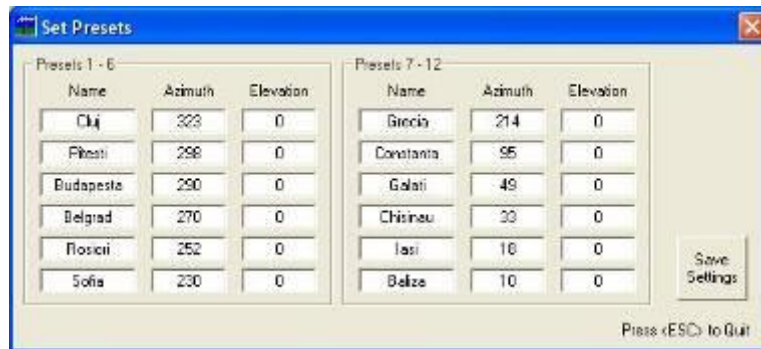 Set Presets
Presets 1 - 6
Name Azimuth Elevation
Cluj 323 0
Pitesti 298 0
Budapesta 290 0
Belgrad 270 0
Rosiori 252 0
Sofia 230 0
Presets 7 - 12
Name Azimuth Elevation
Grecia 214 0
Constanta 95 0
Galati 49 0
Chisinau 33 0
Iasi 18 0
Baliza 10 0
Save
Settings
Press <ESC> to Quit